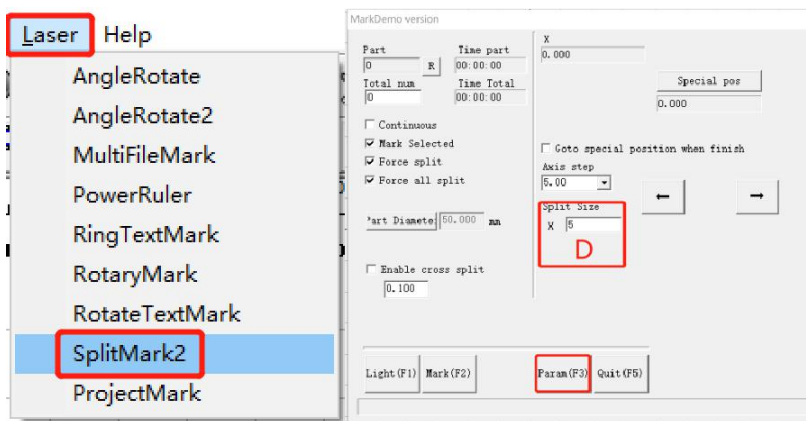 Laser Help
AngleRotate
AngleRotate2
MultiFileMark
PowerRuler
RingTextMark
RotaryMark
RotateTextMark
SplitMark2
ProjectMark
MarkDemo version
Part Time part
0 R 00:00:00
Total num Time Total
0 00:00:00
Continuous
Mark Selected
Force split
Force all split
Part Diamete 50.000 mm
Enable cross split
0.100
X
0.000
Special pos
0.000
Goto special position when finish
Axis step
5.00
Split Size
X 5
D
Light(F1) Mark(F2) Param(F3) Quit(F5)